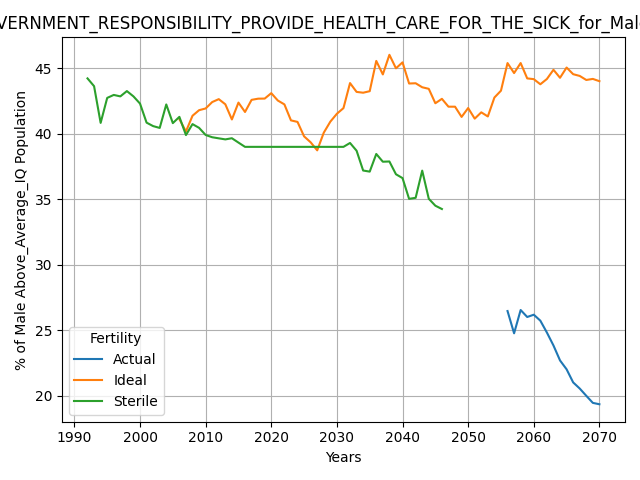 VERNMENT_RESPONSIBILITY_PROVIDE_HEALTH_CARE_FOR_THE_SICK_for_Mal
% of Male Above_Average_IQ Population
45
40
35
30
25
20
Fertility
Actual
Ideal
Sterile
1990 2000 2010 2020 2030 2040 2050 2060 2070
Years